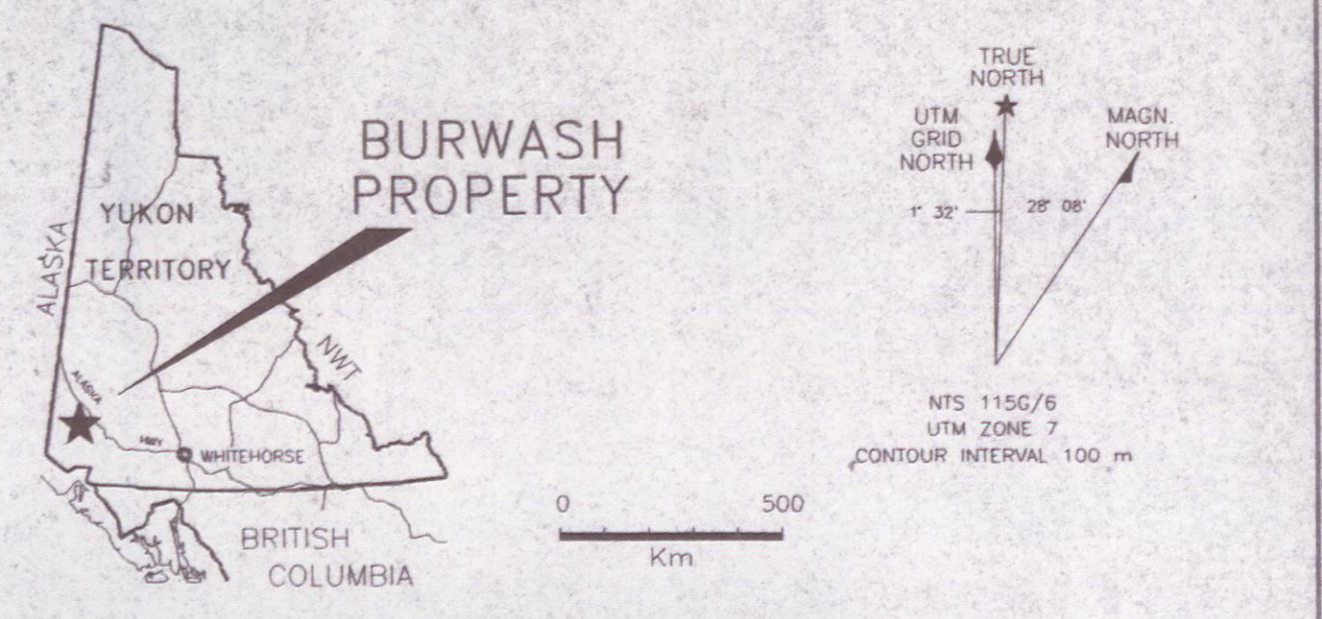 BURWASH
PROPERTY
YUKON
TERRITORY
ALASKA
NWT
ALASKA
HWY
WHITEHORSE
BRITISH
COLUMBIA
0 500
Km
TRUE
NORTH
UTM
GRID
NORTH
MAGN.
NORTH
1° 32'
28° 08'
NTS 115G/6
UTM ZONE 7
CONTOUR INTERVAL 100 m